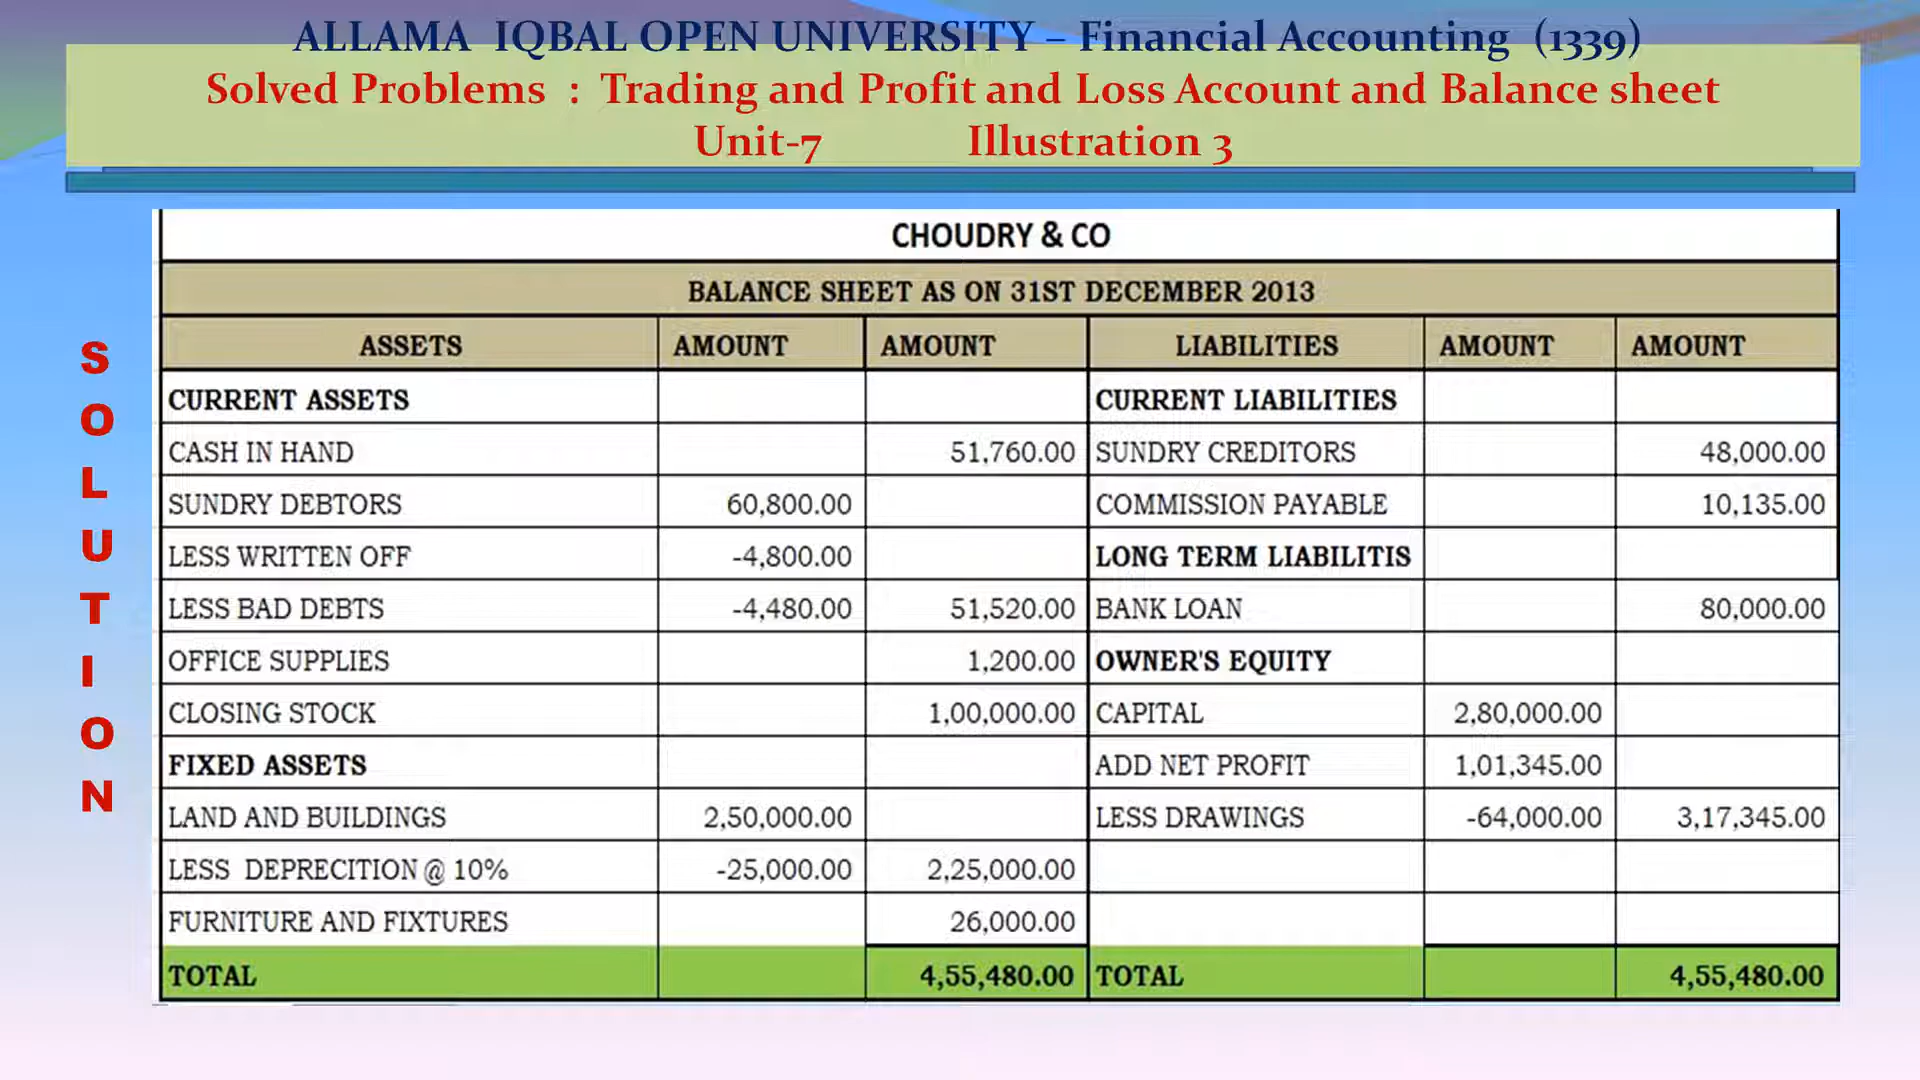 ALLAMA IQBAL OPEN UNIVERSITY – Financial Accounting (1339)
Solved Problems : Trading and Profit and Loss Account and Balance sheet
Unit-7 Illustration 3
SOLUTION
CHOUDRY & CO
BALANCE SHEET AS ON 31ST DECEMBER 2013
ASSETS AMOUNT AMOUNT LIABILITIES AMOUNT AMOUNT
CURRENT ASSETS CURRENT LIABILITIES
CASH IN HAND 51,760.00 SUNDRY CREDITORS 48,000.00
SUNDRY DEBTORS 60,800.00 COMMISSION PAYABLE 10,135.00
LESS WRITTEN OFF -4,800.00 LONG TERM LIABILITIS
LESS BAD DEBTS -4,480.00 51,520.00 BANK LOAN 80,000.00
OFFICE SUPPLIES 1,200.00 OWNER'S EQUITY
CLOSING STOCK 1,00,000.00 CAPITAL 2,80,000.00
FIXED ASSETS ADD NET PROFIT 1,01,345.00
LAND AND BUILDINGS 2,50,000.00 LESS DRAWINGS -64,000.00 3,17,345.00
LESS DEPRECITION @ 10% -25,000.00 2,25,000.00
FURNITURE AND FIXTURES 26,000.00
TOTAL 4,55,480.00 TOTAL 4,55,480.00